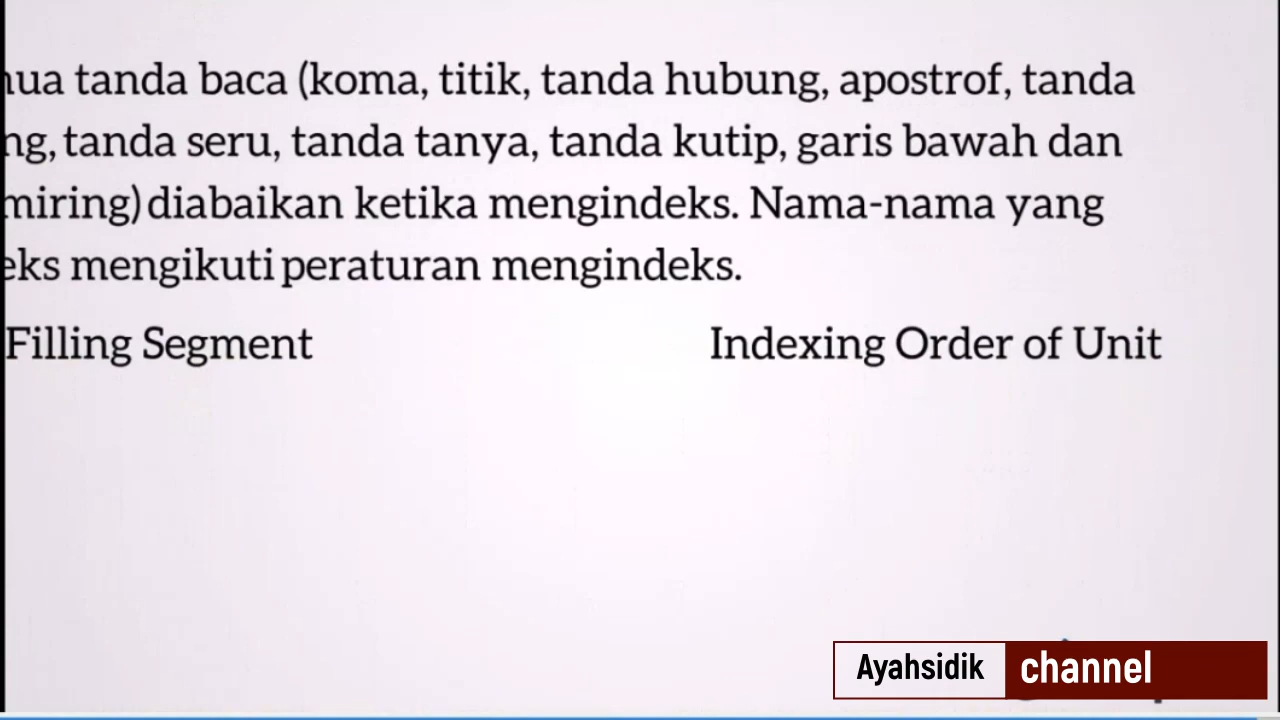 nua tanda baca (koma, titik, tanda hubung, apostrof, tanda
ng, tanda seru, tanda tanya, tanda kutip, garis bawah dan
miring) diabaikan ketika mengindeks. Nama-nama yang
eks mengikuti peraturan mengindeks.
Filling Segment Indexing Order of Unit
Ayahsidik channel